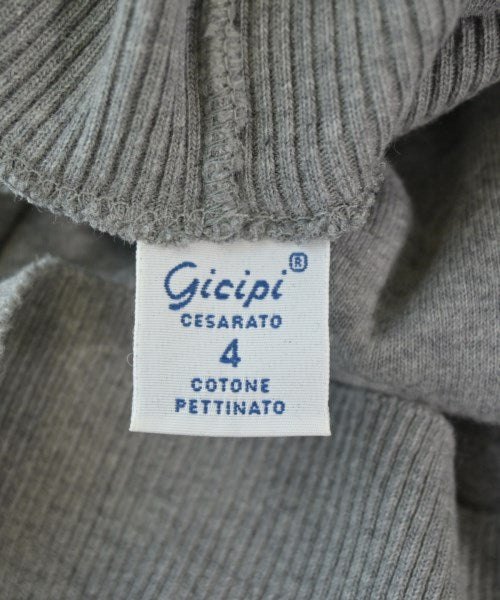 Gicipi®
CESARATO
4
COTONE
PETTINATO